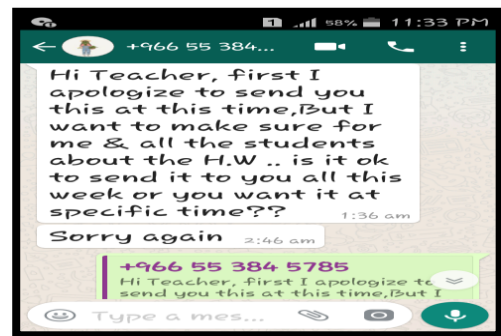 1 58% 11:33 PM
+966 55 384...
Hi Teacher, first I
apologize to send you
this at this time,But I
want to make sure for
me & all the students
about the H.W .. is it ok
to send it to you all this
week or you want it at
specific time??
1:36 am
Sorry again 2:46 am
+966 55 384 5785
Hi Teacher, first I apologize to
send you this at this time,But I
Type a mes...